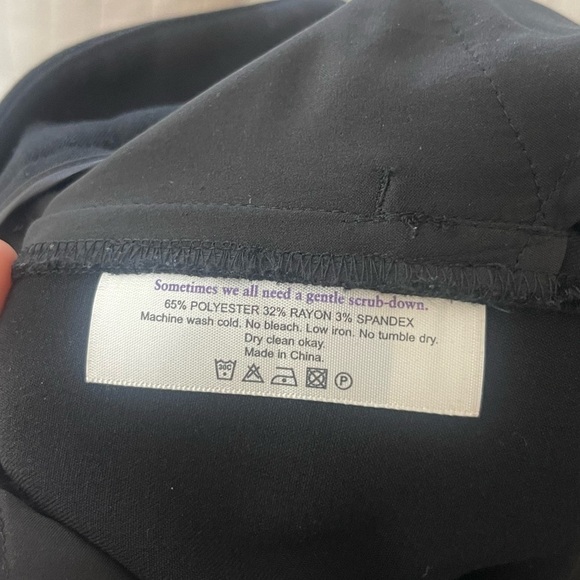 Sometimes we all need a gentle scrub-down.
65% POLYESTER 32% RAYON 3% SPANDEX
Machine wash cold. No bleach. Low iron. No tumble dry.
Dry clean okay.
Made in China.
30C P